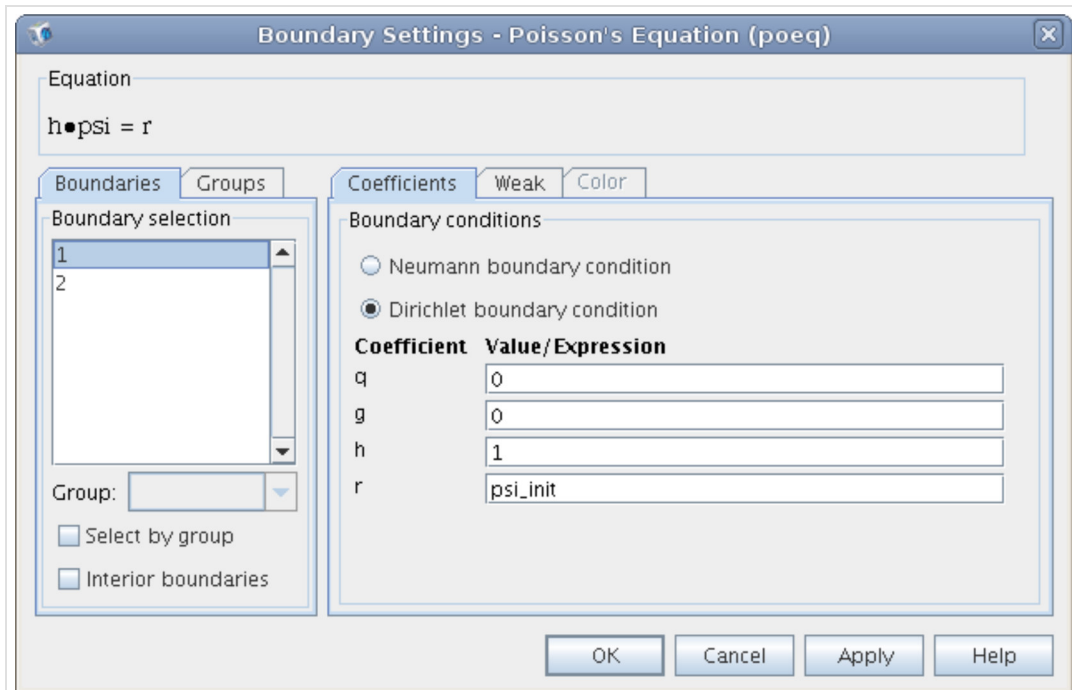 Boundary Settings - Poisson's Equation (poeq)
Equation
h●psi = r
Boundaries Groups
Coefficients Weak Color
Boundary selection
1
2
Group:
Select by group
Interior boundaries
Boundary conditions
Neumann boundary condition
Dirichlet boundary condition
Coefficient Value/Expression
q 0
g 0
h 1
r psi_init
OK Cancel Apply Help